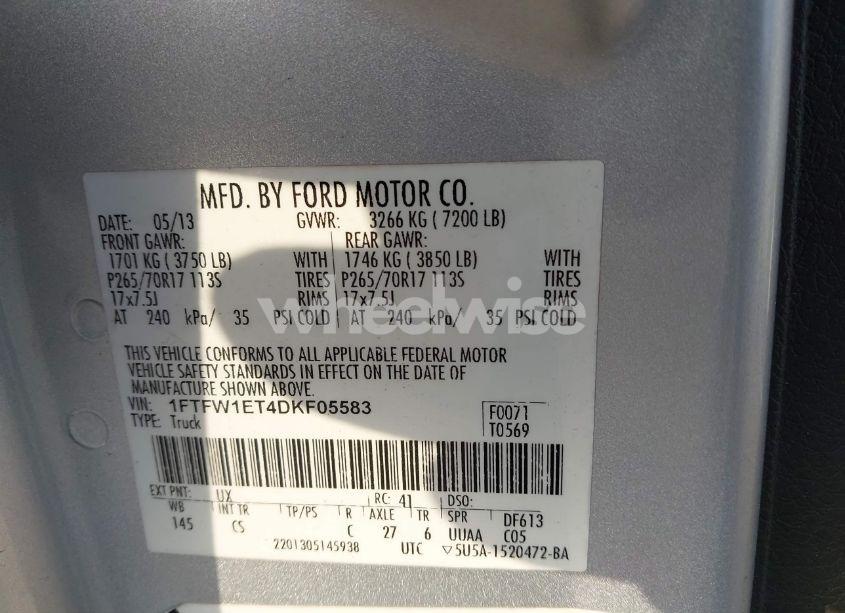 MFD. BY FORD MOTOR CO.
DATE: 05/13 GVWR: 3266 KG ( 7200 LB)
FRONT GAWR: REAR GAWR:
1701 KG ( 3750 LB) WITH 1746 KG ( 3850 LB) WITH
P265/70R17 113S TIRES P265/70R17 113S TIRES
17x7.5J RIMS 17x7.5J RIMS
AT 240 kPa/ 35 PSI COLD AT 240 kPa/ 35 PSI COLD
wheelwise
THIS VEHICLE CONFORMS TO ALL APPLICABLE FEDERAL MOTOR
VEHICLE SAFETY STANDARDS IN EFFECT ON THE DATE OF
MANUFACTURE SHOWN ABOVE.
VIN: 1FTFW1ET4DKF05583 F0071
TYPE: Truck T0569
EXT PNT: UX RC: 41 DSO:
WB INT TR TP/PS R AXLE TR SPR DF613
145 CS C 27 6 UUAA C05
2201305145938 UTC ▽5U5A-1520472-BA